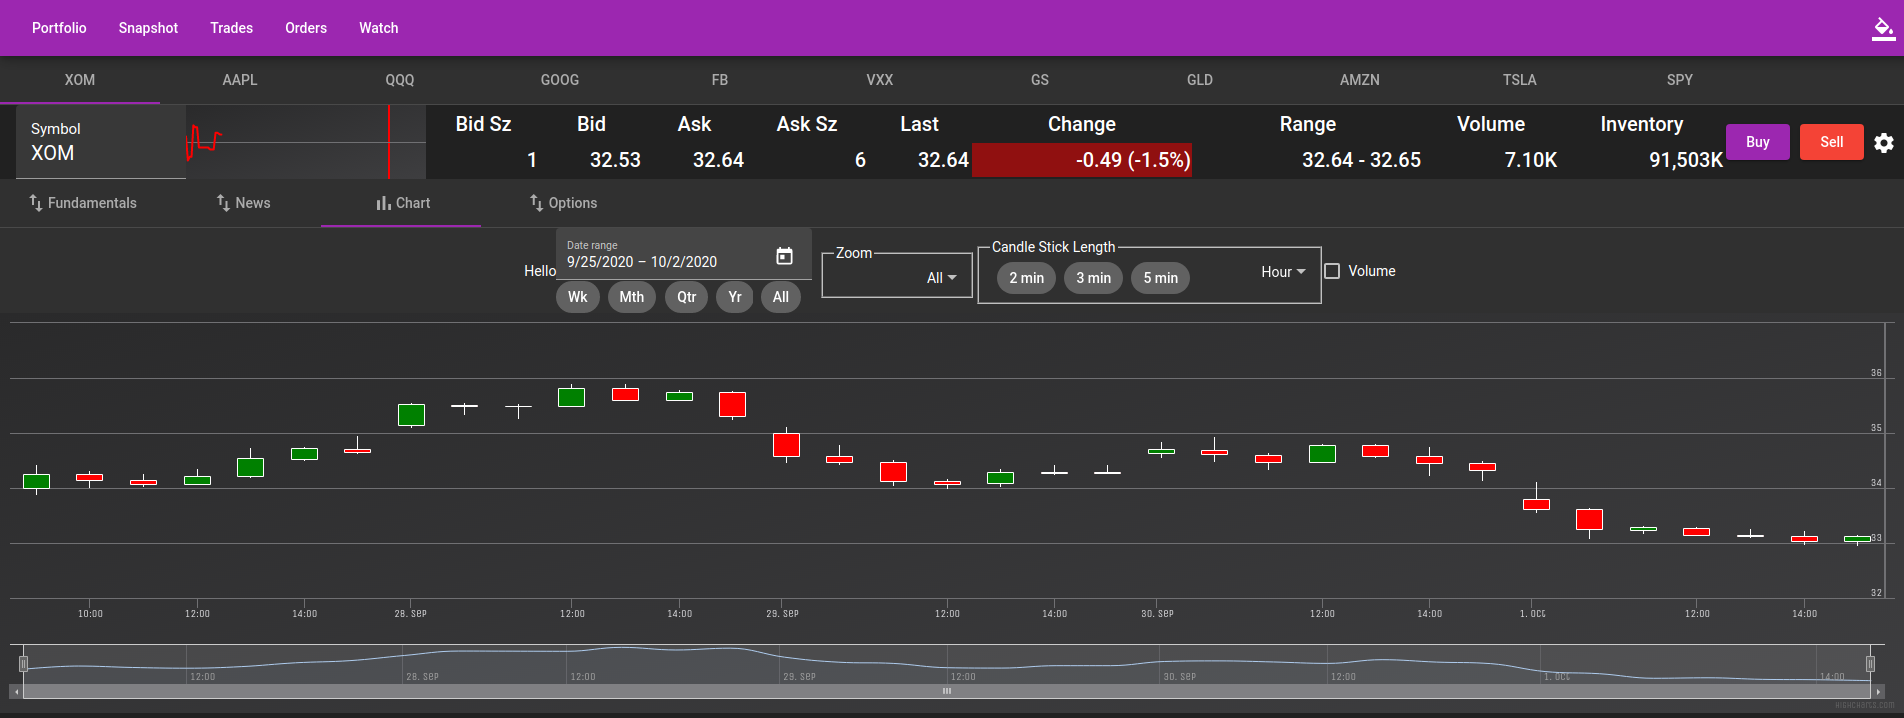 Portfolio Snapshot Trades Orders Watch
XOM AAPL QQQ GOOG FB VXX GS GLD AMZN TSLA SPY
Symbol
XOM
Bid Sz Bid Ask Ask Sz Last Change Range Volume Inventory
1 32.53 32.64 6 32.64 -0.49 (-1.5%) 32.64 - 32.65 7.10K 91,503K
Buy Sell
Fundamentals News Chart Options
Hello
Date range
9/25/2020 – 10/2/2020
Wk Mth Qtr Yr All
Zoom
All
Candle Stick Length
2 min 3 min 5 min Hour
Volume
36
35
34
33
32
10:00 12:00 14:00 28. Sep 12:00 14:00 29. Sep 12:00 14:00 30. Sep 12:00 14:00 1. Oct 12:00 14:00
12:00 28. Sep 12:00 29. Sep 12:00 30. Sep 12:00 1. Oct 14:00
Highcharts.com